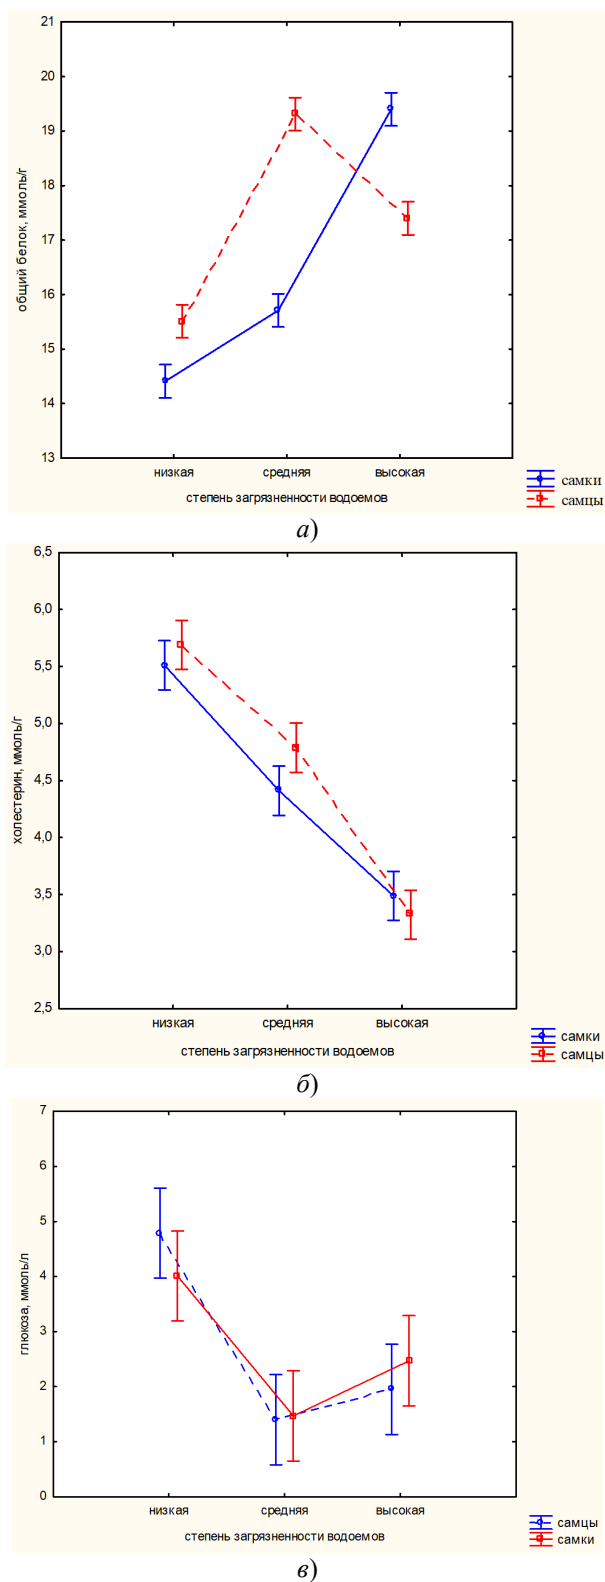 21
20
19
18
17
16
15
14
13
общий белок, ммоль/г
низкая средняя высокая
степень загрязненности водоемов
самки
самцы
а)
6,5
6,0
5,5
5,0
4,5
4,0
3,5
3,0
2,5
холестерин, ммоль/г
низкая средняя высокая
степень загрязненности водоемов
самки
самцы
б)
7
6
5
4
3
2
1
0
глюкоза, ммоль/л
низкая средняя высокая
степень загрязненности водоемов
самцы
самки
в)